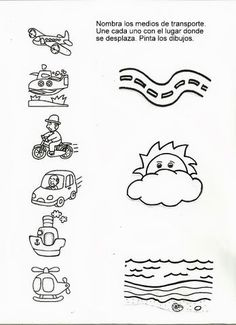 Nombra los medios de transporte.
Une cada uno con el lugar donde
se desplaza. Pinta los dibujos.